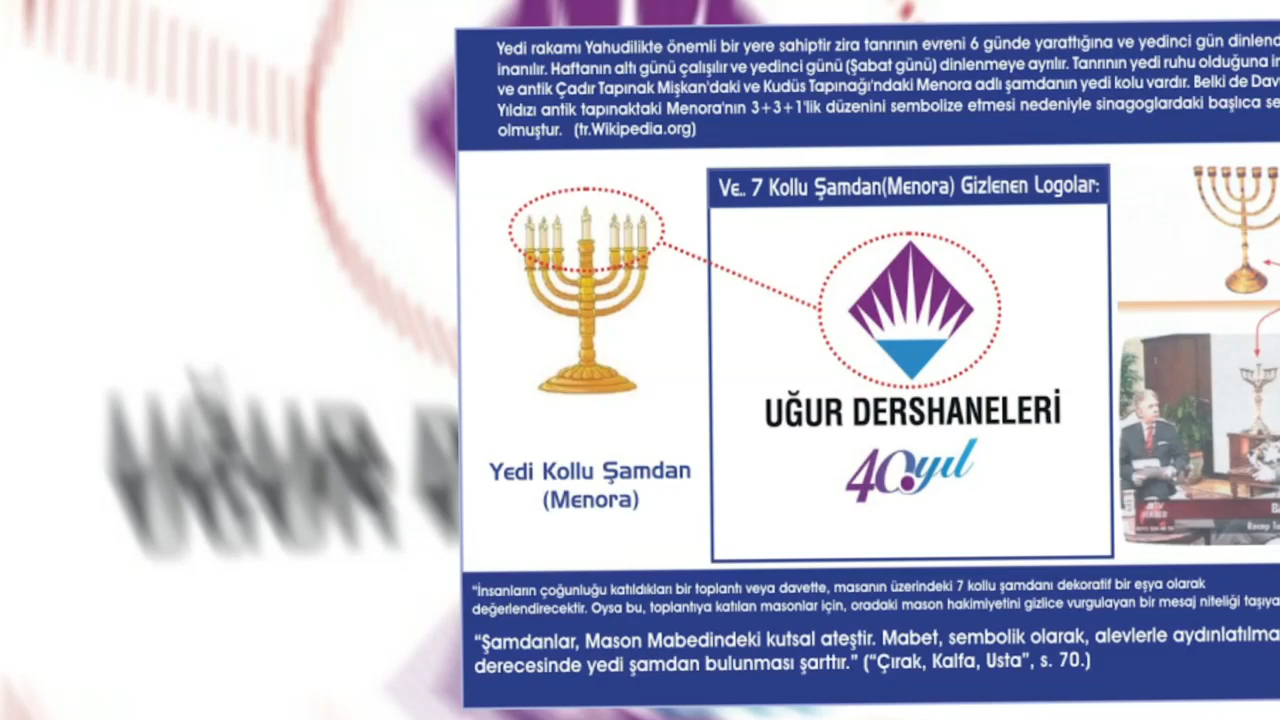 Yedi rakamı Yahudilikte önemli bir yere sahiptir zira tanrının evreni 6 günde yarattığına ve yedinci gün
inanılır. Haftanın altı günü çalışılır ve yedinci günü (Şabat günü) dinlenmeye ayrılır. Tanrının yedi ruhu olduğuna
ve antik Çadır Tapınak Mişkan'daki ve Kudüs Tapınağı'ndaki Menora adlı şamdanın yedi kolu vardır. Belki de
Yıldızı antik tapınaktaki Menora'nın 3+3+1'lik düzenini sembolize etmesi nedeniyle sinagoglardaki başlıca
olmuştur. (tr.Wikipedia.org)
Ve.. 7 Kollu Şamdan(Menora) Gizlenen Logolar:
UĞUR DERSHANELERİ
40.yıl
Yedi Kollu Şamdan
(Menora)
"İnsanların çoğunluğu katıldıkları bir toplantı veya davette, masanın üzerindeki 7 kollu şamdanı dekoratif bir eşya olarak
değerlendirecektir. Oysa bu, toplantıya katılan masonlar için, oradaki mason hakimiyetini gizlice vurgulayan bir mesaj niteliği
"Şamdanlar, Mason Mabedindeki kutsal ateştir. Mabet, sembolik olarak, alevlerle
derecesinde yedi şamdan bulunması şarttır." ("Çırak, Kalfa, Usta", s. 70.)